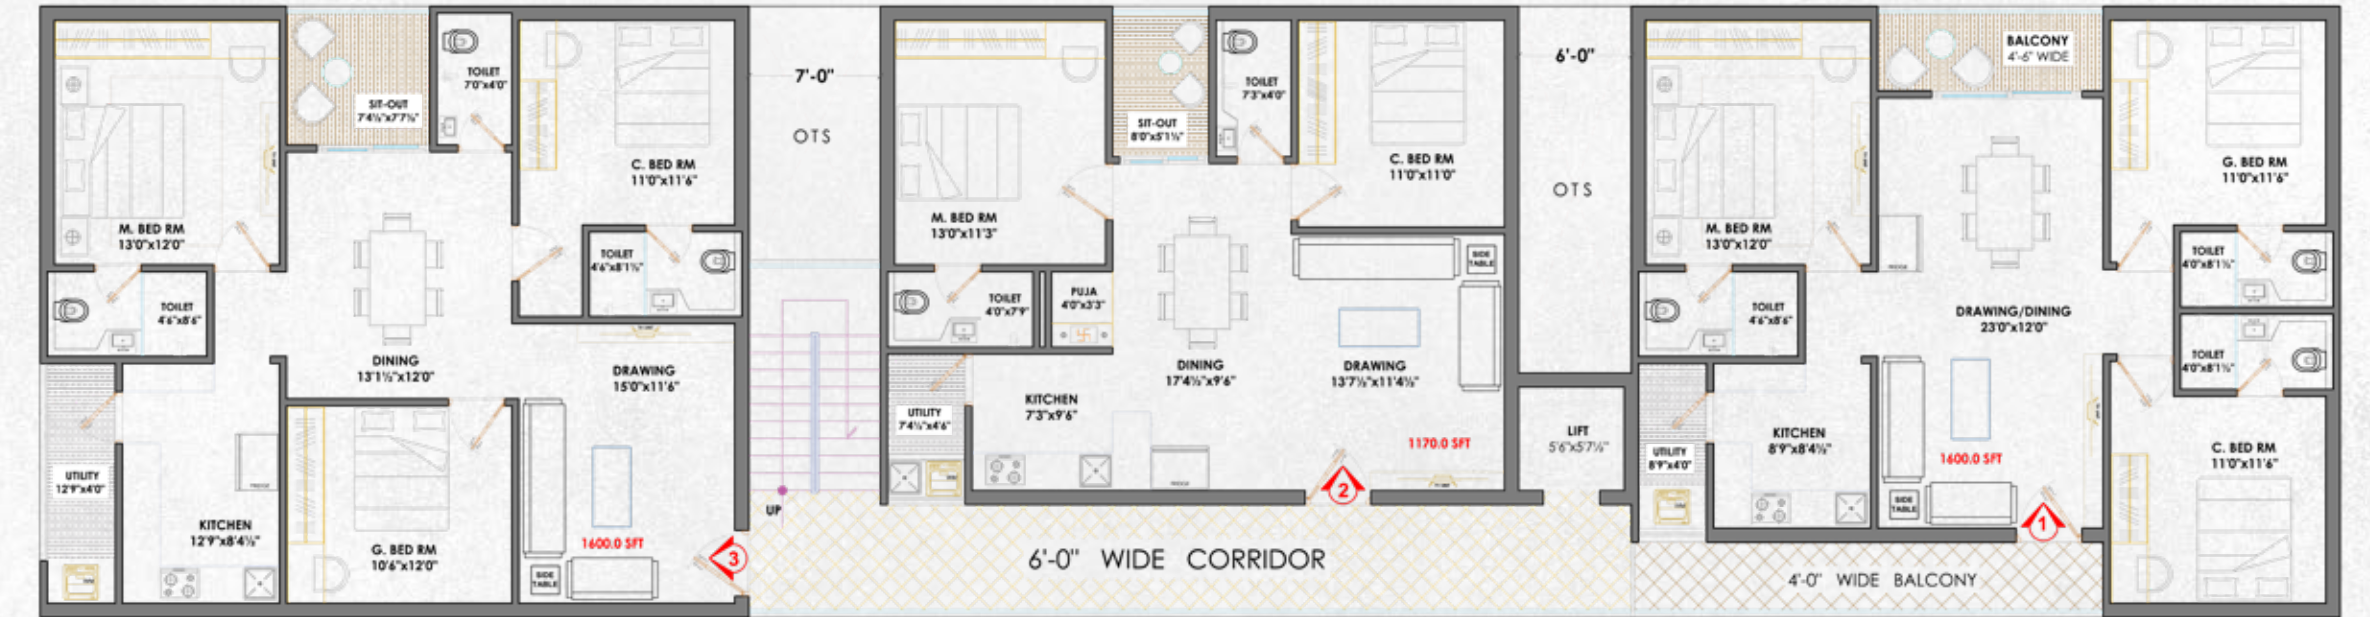 SIT-OUT
7'4½"x7'7½"
TOILET
7'0"x4'0"
C. BED RM
11'0"x11'6"
M. BED RM
13'0"x12'0"
TOILET
4'6"x8'1½"
TOILET
4'6"x8'6"
DINING
13'1½"x12'0"
DRAWING
15'0"x11'6"
UTILITY
12'9"x4'0"
KITCHEN
12'9"x8'4½"
G. BED RM
10'6"x12'0"
1600.0 SFT
SIDE
TABLE
3
7'-0"
OTS
UP
SIT-OUT
8'0"x5'1½"
TOILET
7'3"x4'0"
C. BED RM
11'0"x11'0"
M. BED RM
13'0"x11'3"
SIDE
TABLE
TOILET
4'0"x7'9"
PUJA
4'0"x3'3"
DINING
17'4½"x9'6"
DRAWING
13'7½"x11'4½"
KITCHEN
7'3"x9'6"
UTILITY
7'4½"x4'6"
1170.0 SFT
2
6'-0" WIDE CORRIDOR
6'-0"
OTS
LIFT
5'6"x5'7½"
BALCONY
4'-6" WIDE
G. BED RM
11'0"x11'6"
M. BED RM
13'0"x12'0"
FRIDGE
TOILET
4'0"x8'1½"
TOILET
4'6"x8'6"
DRAWING/DINING
23'0"x12'0"
TOILET
4'0"x8'1½"
KITCHEN
8'9"x8'4½"
UTILITY
8'9"x4'0"
1600.0 SFT
SIDE
TABLE
1
C. BED RM
11'0"x11'6"
4'-0" WIDE BALCONY